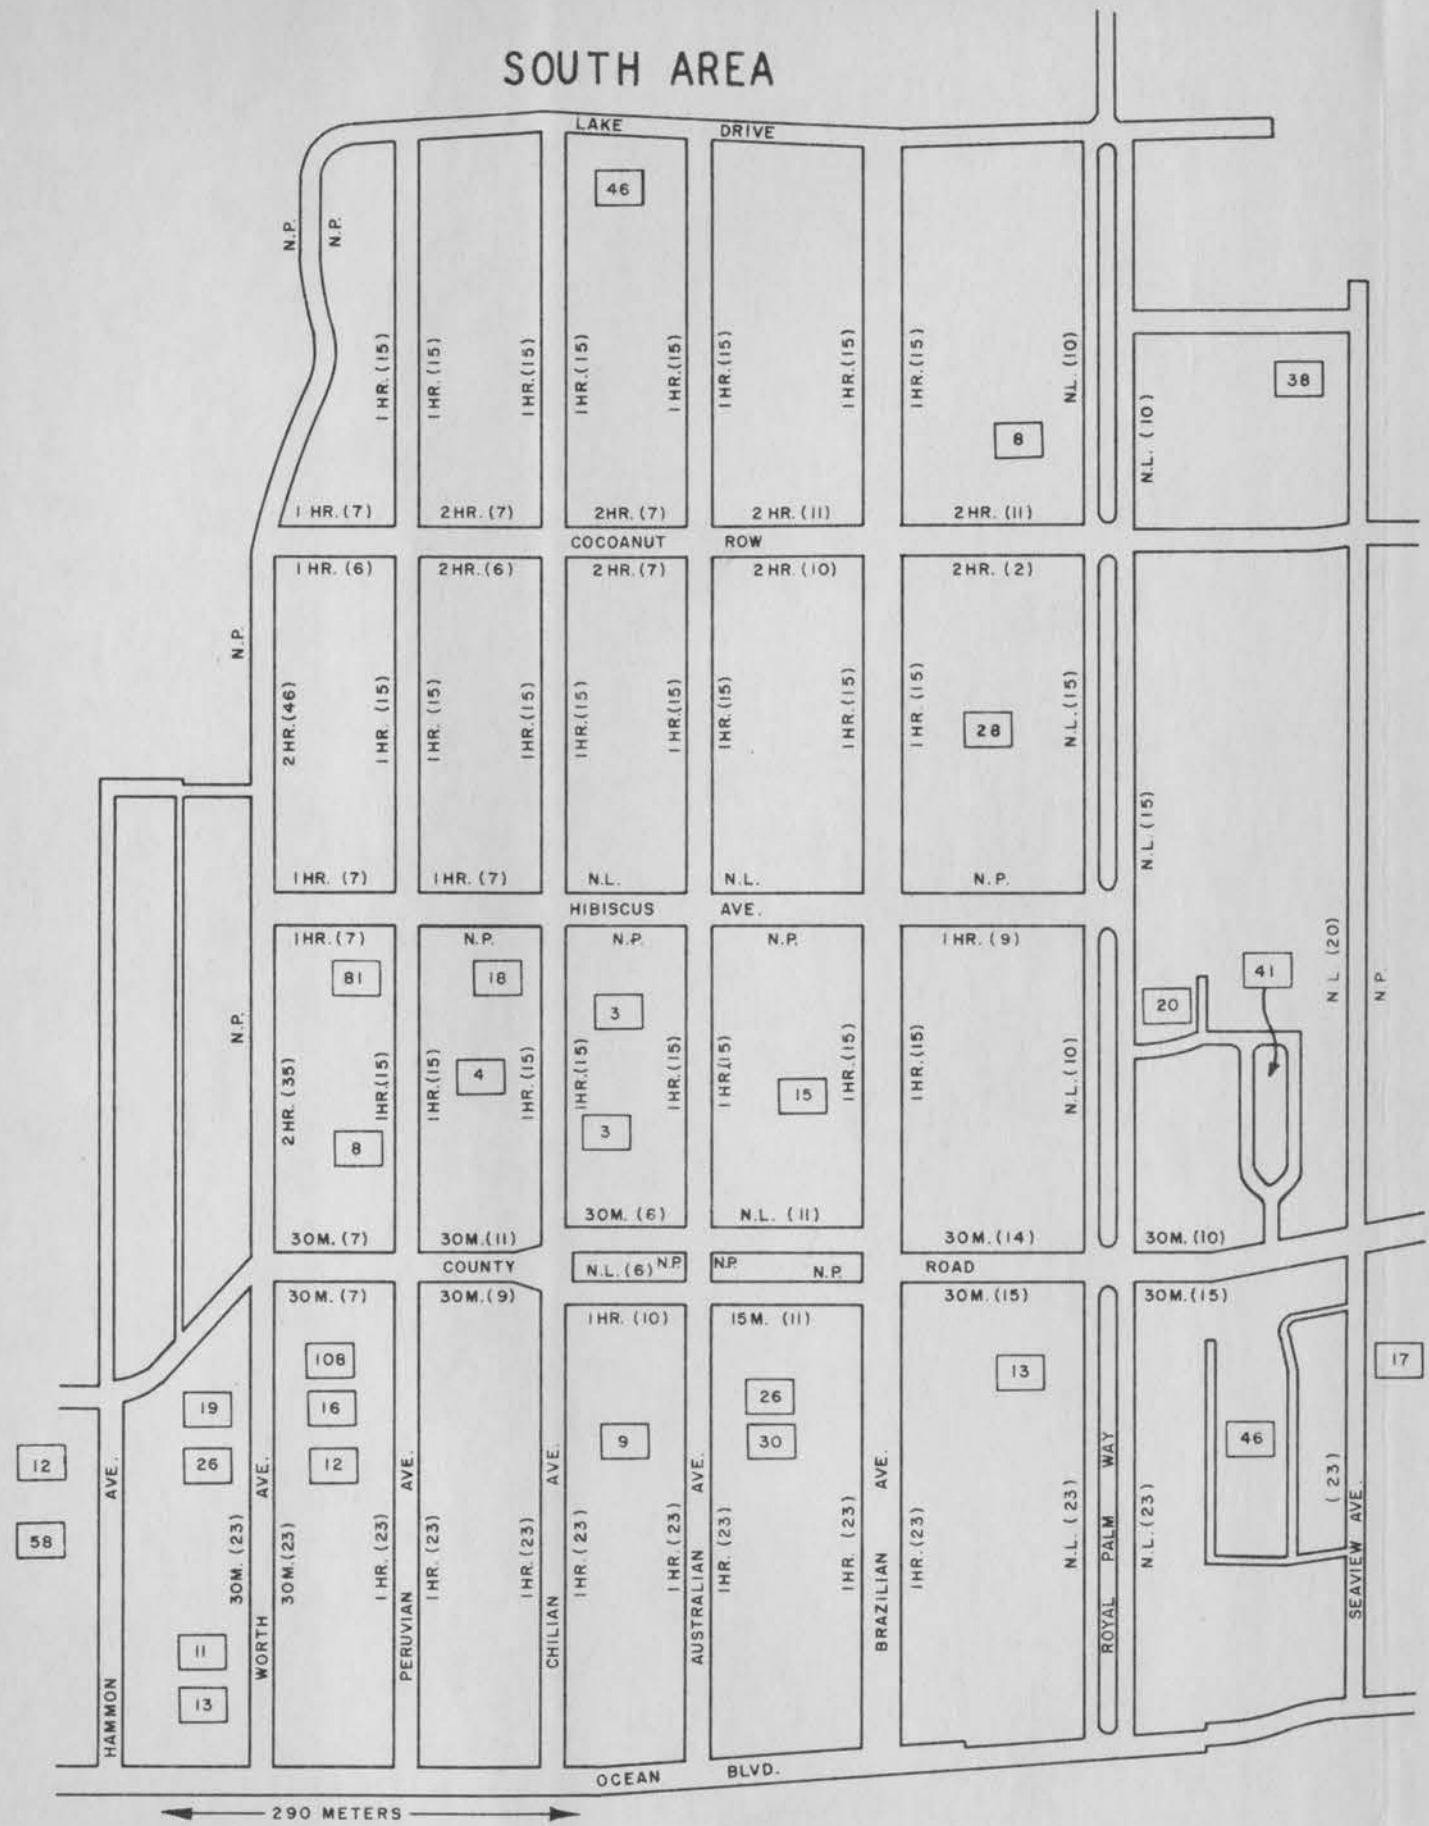 SOUTH AREA
LAKE DRIVE
46
N.P.
N.P.
1 HR. (15)
1 HR. (15)
1 HR. (15)
1 HR. (15)
1 HR. (15)
1 HR. (15)
1 HR. (15)
1 HR. (15)
N.L. (10)
N.L. (10)
38
8
1 HR. (7)
2 HR. (7)
2 HR. (7)
2 HR. (11)
2 HR. (11)
COCOANUT ROW
1 HR. (6)
2 HR. (6)
2 HR. (7)
2 HR. (10)
2 HR. (2)
N.P.
2 HR. (46)
1 HR. (15)
1 HR. (15)
1 HR. (15)
1 HR. (15)
1 HR. (15)
1 HR. (15)
1 HR. (15)
1 HR. (15)
28
N.L. (15)
N.L. (15)
1 HR. (7)
1 HR. (7)
N.L.
N.L.
N.P.
HIBISCUS AVE.
1 HR. (7)
N.P.
N.P.
N.P.
1 HR. (9)
N.L (20)
N.P.
81
18
3
41
20
N.P.
2 HR. (35)
1 HR. (15)
1 HR. (15)
4
1 HR. (15)
1 HR. (15)
1 HR. (15)
1 HR. (15)
15
1 HR. (15)
1 HR. (15)
N.L. (10)
8
3
30M. (7)
30M. (11)
30M. (6)
N.L. (11)
30M. (14)
30M. (10)
COUNTY ROAD
N.L. (6) N.P.
N.P. N.P.
30M. (7)
30M. (9)
1 HR. (10)
15M. (11)
30M. (15)
30M. (15)
108
13
17
19
16
26
12
26
12
9
30
46
58
30M. (23)
30M. (23)
1 HR. (23)
1 HR. (23)
1 HR. (23)
1 HR. (23)
1 HR. (23)
1 HR. (23)
1 HR. (23)
1 HR. (23)
N.L. (23)
N.L. (23)
(23)
11
13
HAMMON AVE.
WORTH AVE.
PERUVIAN AVE.
CHILIAN AVE.
AUSTRALIAN AVE.
BRAZILIAN AVE.
ROYAL PALM WAY
SEAVIEW AVE.
OCEAN BLVD.
290 METERS